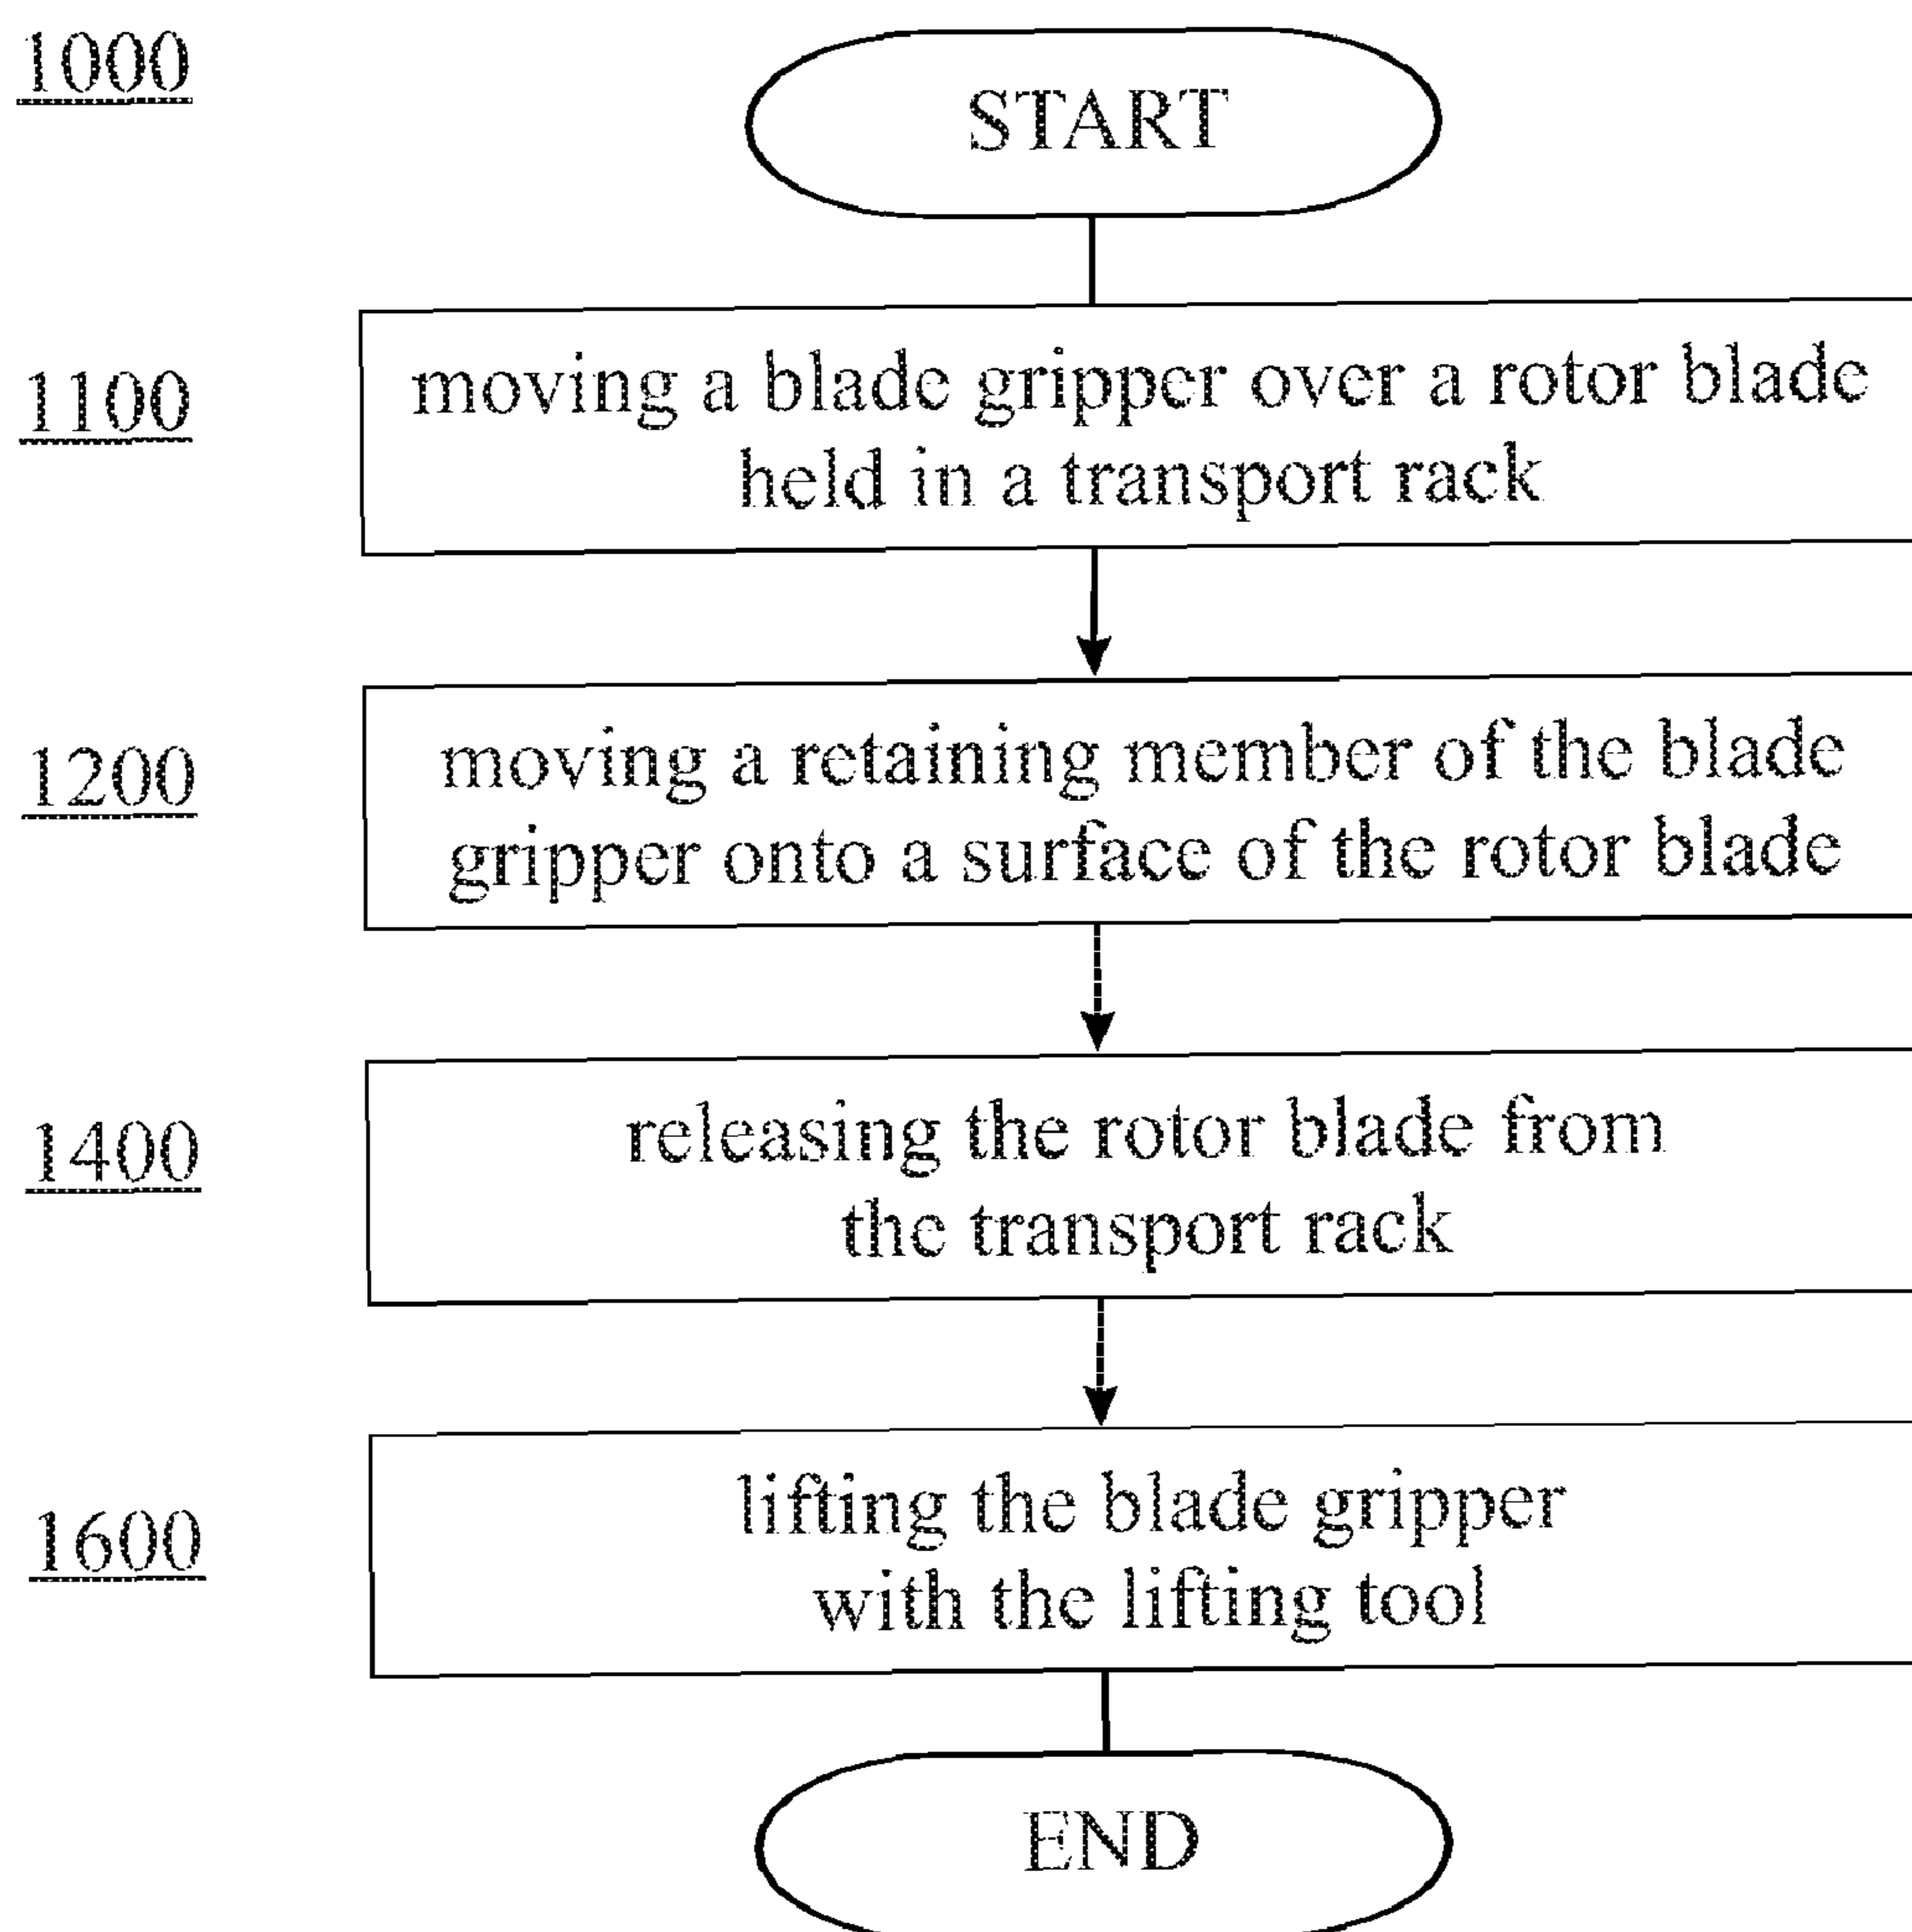 1000
START
1100
moving a blade gripper over a rotor blade
held in a transport rack
1200
moving a retaining member of the blade
gripper onto a surface of the rotor blade
1400
releasing the rotor blade from
the transport rack
1600
lifting the blade gripper
with the lifting tool
END